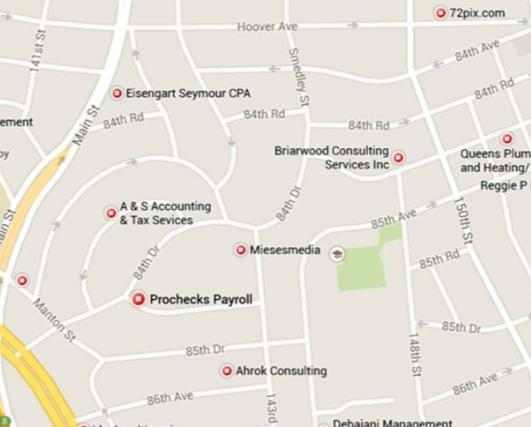 72pix.com
Hoover Ave
141st St
Smedley St
84th Ave
84th Rd
Eisengart Seymour CPA
84th Rd
84th Rd
84th Rd
ement
Main St
Briarwood Consulting
Services Inc
Queens Plum
and Heating/
Reggie P
A & S Accounting
& Tax Sevices
84th Dr
85th Ave
150th St
Miesesmedia
84th Dr
85th Rd
Prochecks Payroll
Manton St
85th Dr
85th Dr
148th St
Ahrok Consulting
86th Ave
86th Ave
143rd